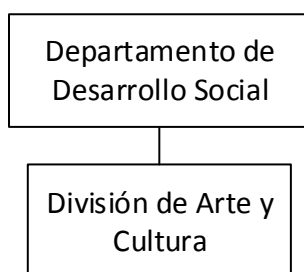 Departamento de
Desarrollo Social
División de Arte y
Cultura